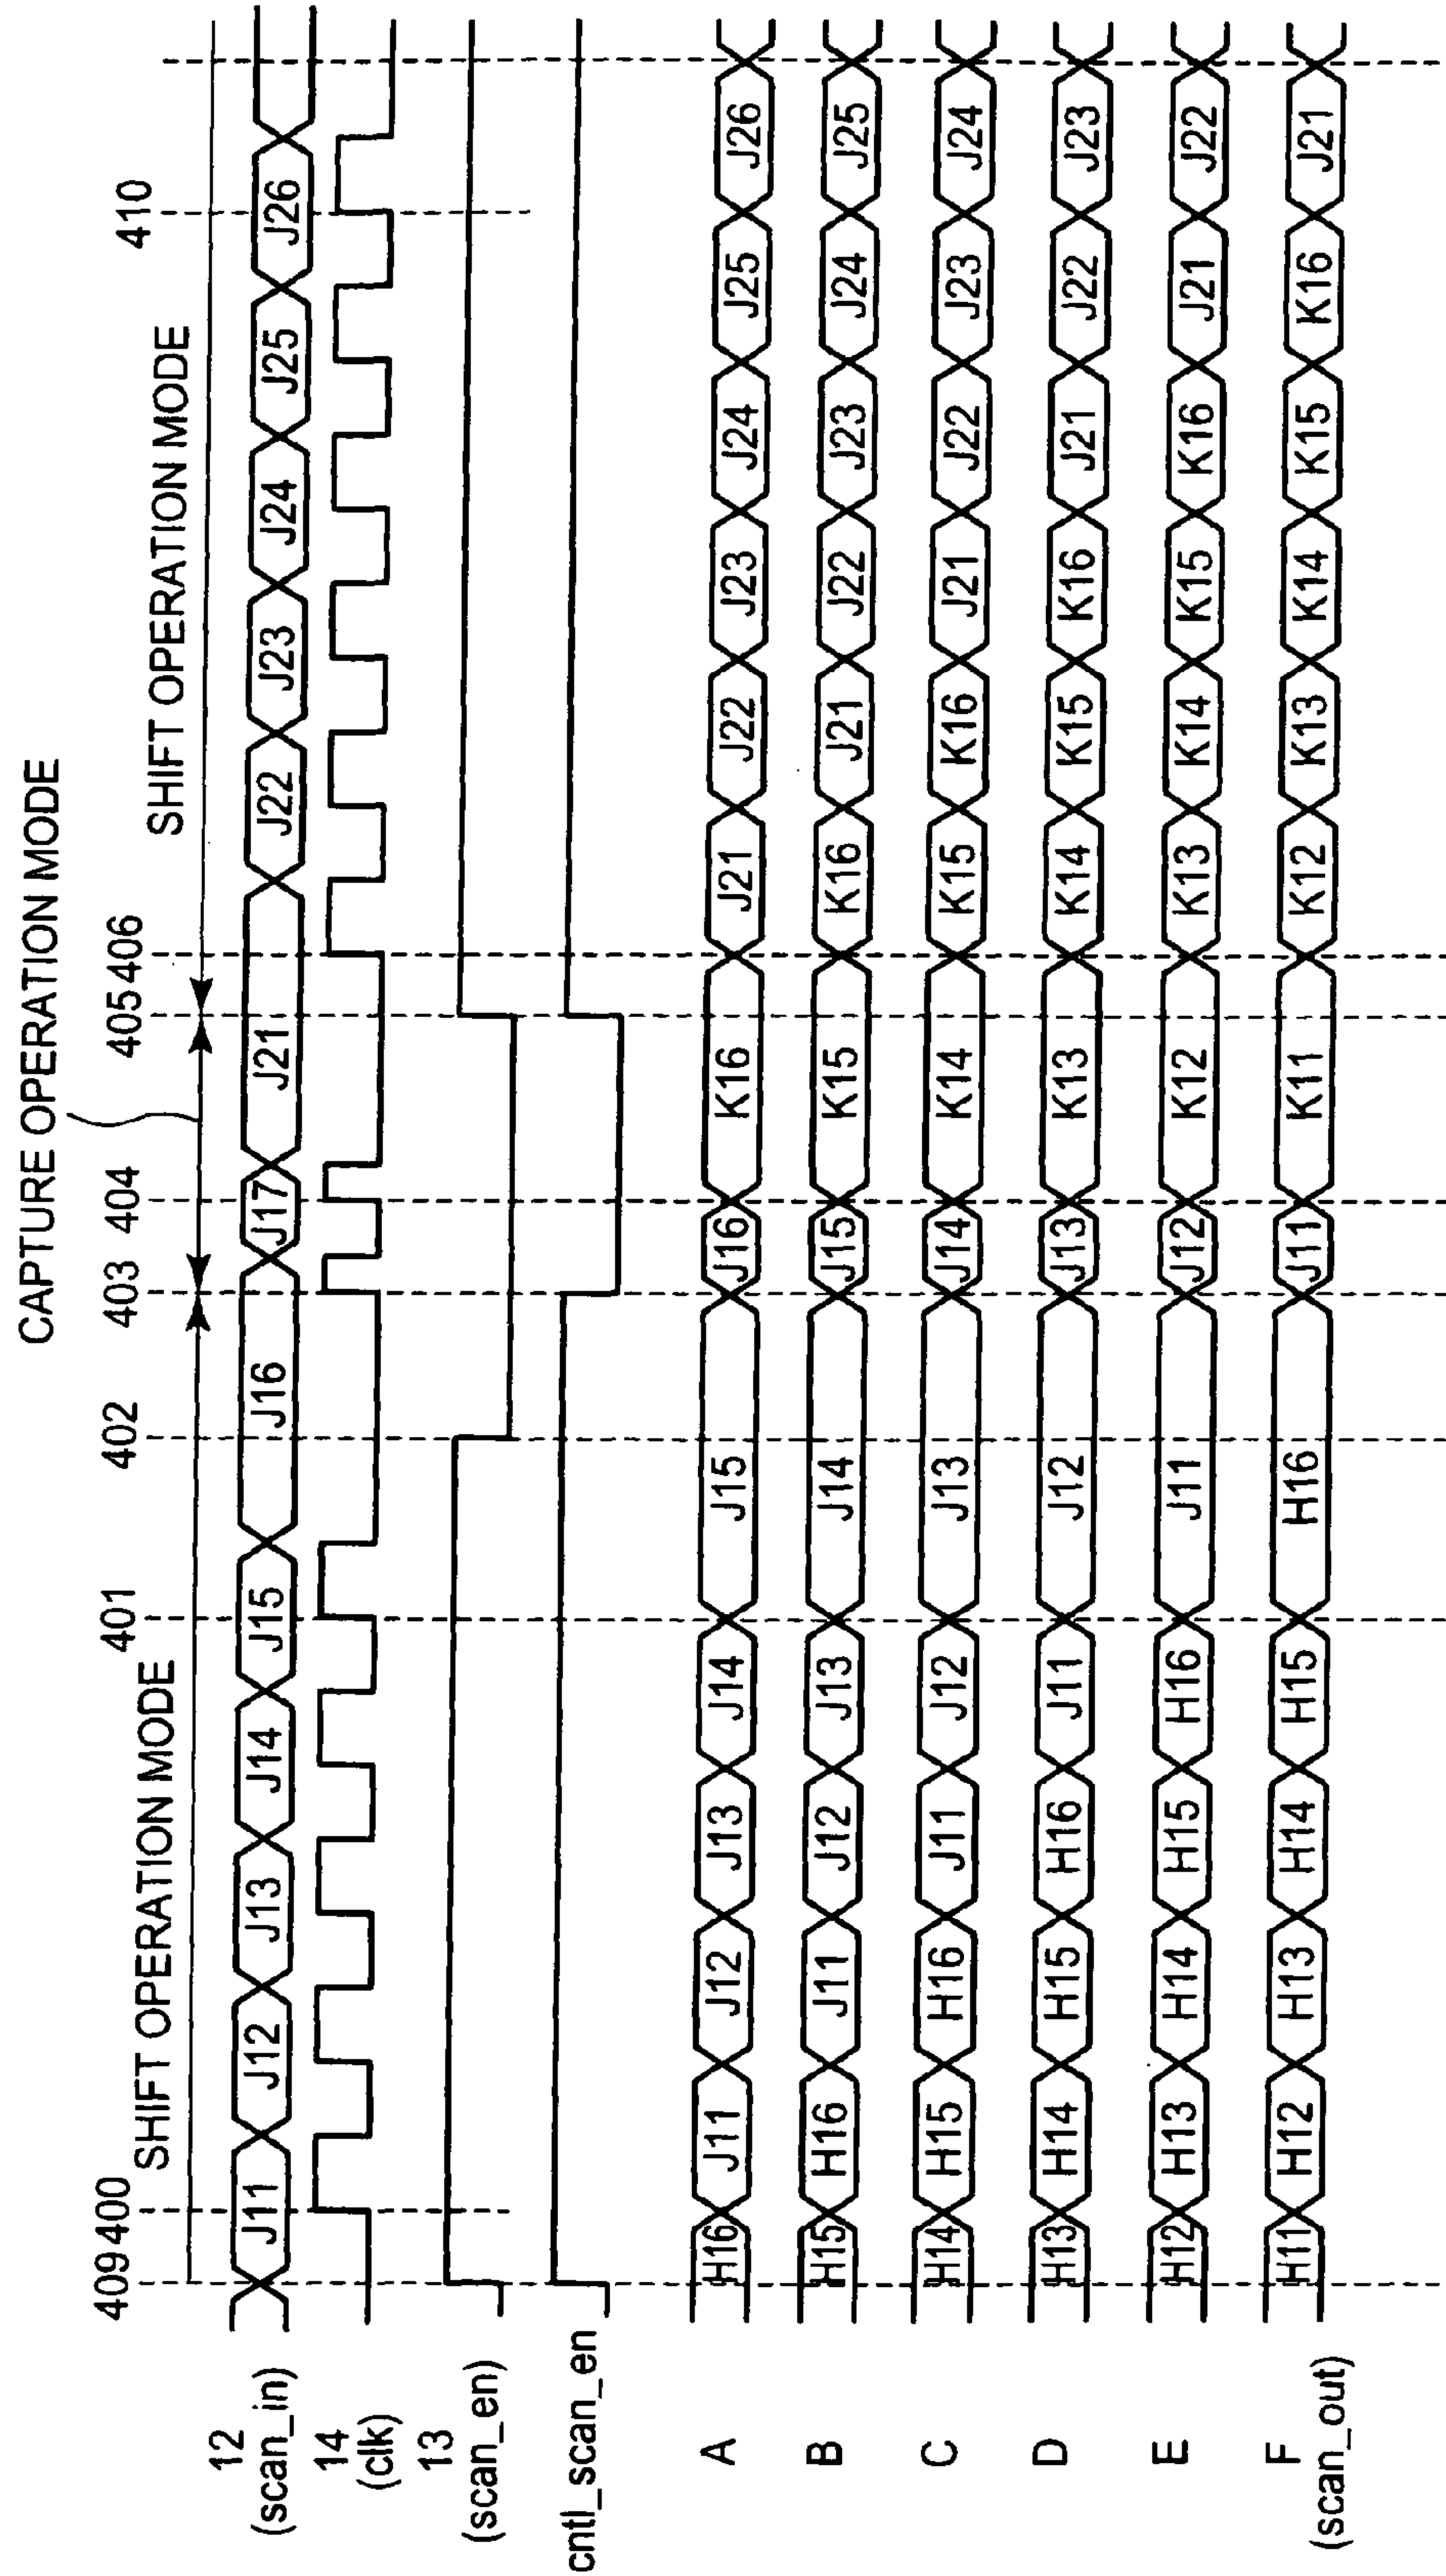 CAPTURE OPERATION MODE
409 400 401 402 403 404 405 406 410
SHIFT OPERATION MODE SHIFT OPERATION MODE
12 (scan_in) J11 J12 J13 J14 J15 J16 J17 J21 J22 J23 J24 J25 J26
14 (clk)
13 (scan_en)
cntl_scan_en
A H16 J11 J12 J13 J14 J15 J16 K16 J21 J22 J23 J24 J25 J26
B H15 H16 J11 J12 J13 J14 J15 K15 K16 J21 J22 J23 J24 J25
C H14 H15 H16 J11 J12 J13 J14 K14 K15 K16 J21 J22 J23 J24
D H13 H14 H15 H16 J11 J12 J13 K13 K14 K15 K16 J21 J22 J23
E H12 H13 H14 H15 H16 J11 J12 K12 K13 K14 K15 K16 J21 J22
F (scan_out) H11 H12 H13 H14 H15 H16 J11 K11 K12 K13 K14 K15 K16 J21